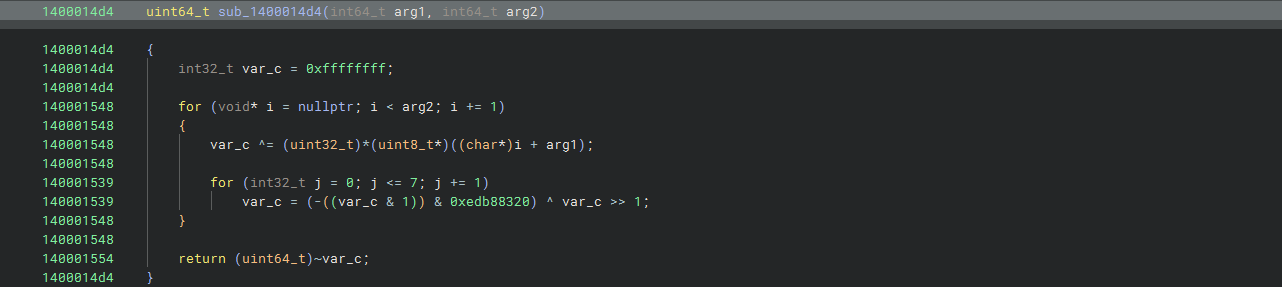 1400014d4 uint64_t sub_1400014d4(int64_t arg1, int64_t arg2)
1400014d4 {
1400014d4 int32_t var_c = 0xffffffff;
1400014d4
140001548 for (void* i = nullptr; i < arg2; i += 1)
140001548 {
140001548 var_c ^= (uint32_t)*(uint8_t*)((char*)i + arg1);
140001548
140001539 for (int32_t j = 0; j <= 7; j += 1)
140001539 var_c = (-((var_c & 1)) & 0xedb88320) ^ var_c >> 1;
140001548 }
140001548
140001554 return (uint64_t)~var_c;
1400014d4 }